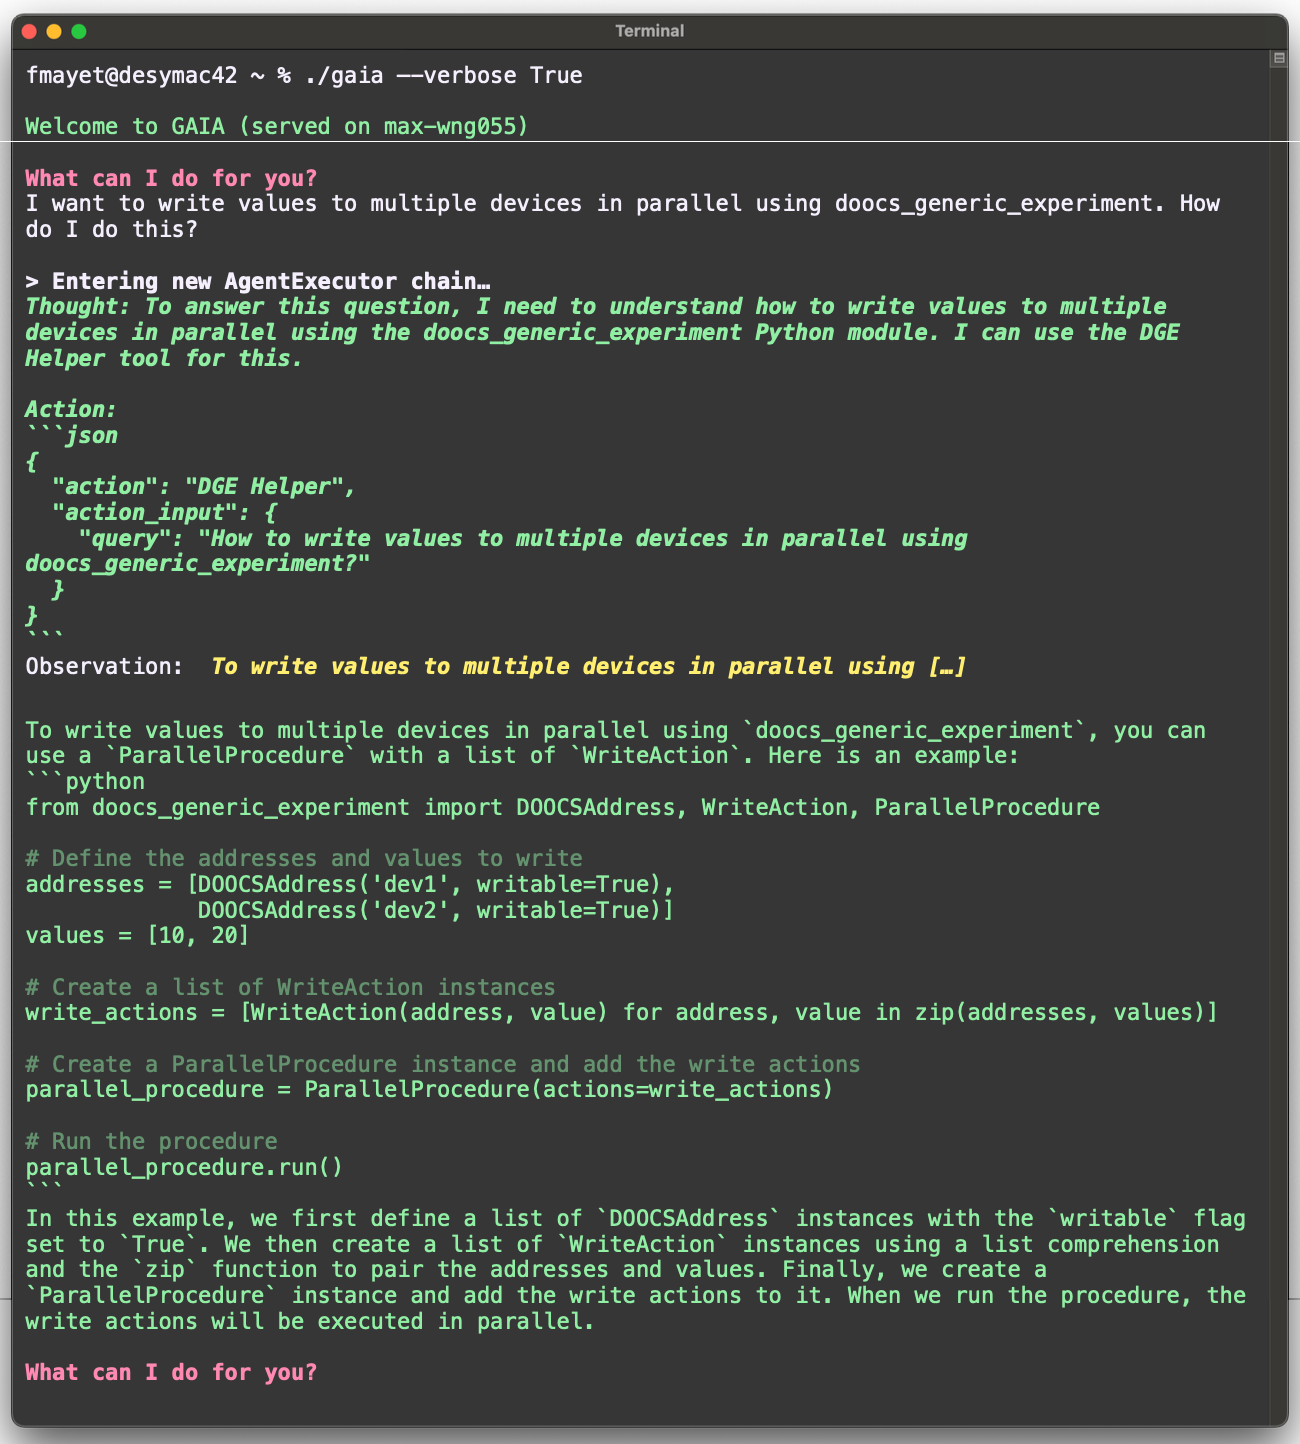 Terminal
fmayet@desymac42 ~ % ./gaia --verbose True
Welcome to GAIA (served on max-wng055)
What can I do for you?
I want to write values to multiple devices in parallel using doocs_generic_experiment. How
do I do this?
> Entering new AgentExecutor chain…
Thought: To answer this question, I need to understand how to write values to multiple
devices in parallel using the doocs_generic_experiment Python module. I can use the DGE
Helper tool for this.
Action:
```json
{
  "action": "DGE Helper",
  "action_input": {
    "query": "How to write values to multiple devices in parallel using
doocs_generic_experiment?"
  }
}
```
Observation:  To write values to multiple devices in parallel using […]
To write values to multiple devices in parallel using `doocs_generic_experiment`, you can
use a `ParallelProcedure` with a list of `WriteAction`. Here is an example:
```python
from doocs_generic_experiment import DOOCSAddress, WriteAction, ParallelProcedure
# Define the addresses and values to write
addresses = [DOOCSAddress('dev1', writable=True),
             DOOCSAddress('dev2', writable=True)]
values = [10, 20]
# Create a list of WriteAction instances
write_actions = [WriteAction(address, value) for address, value in zip(addresses, values)]
# Create a ParallelProcedure instance and add the write actions
parallel_procedure = ParallelProcedure(actions=write_actions)
# Run the procedure
parallel_procedure.run()
```
In this example, we first define a list of `DOOCSAddress` instances with the `writable` flag
set to `True`. We then create a list of `WriteAction` instances using a list comprehension
and the `zip` function to pair the addresses and values. Finally, we create a
`ParallelProcedure` instance and add the write actions to it. When we run the procedure, the
write actions will be executed in parallel.
What can I do for you?